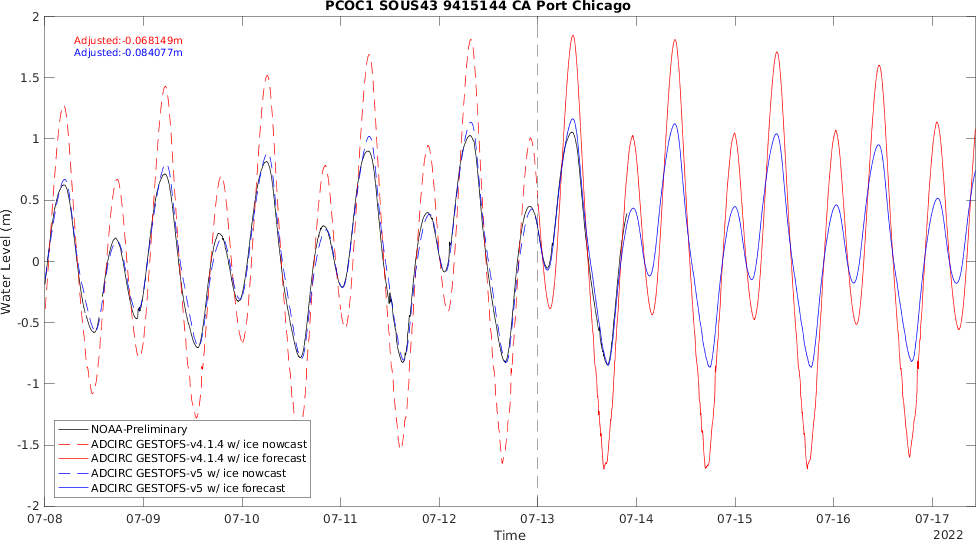 PCOC1 SOUS43 9415144 CA Port Chicago
Adjusted:-0.068149m
Adjusted:-0.084077m
2
1.5
1
0.5
0
-0.5
-1
-1.5
-2
Water Level (m)
NOAA-Preliminary
ADCIRC GESTOFS-v4.1.4 w/ ice nowcast
ADCIRC GESTOFS-v4.1.4 w/ ice forecast
ADCIRC GESTOFS-v5 w/ ice nowcast
ADCIRC GESTOFS-v5 w/ ice forecast
07-08 07-09 07-10 07-11 07-12 07-13 07-14 07-15 07-16 07-17
Time
2022